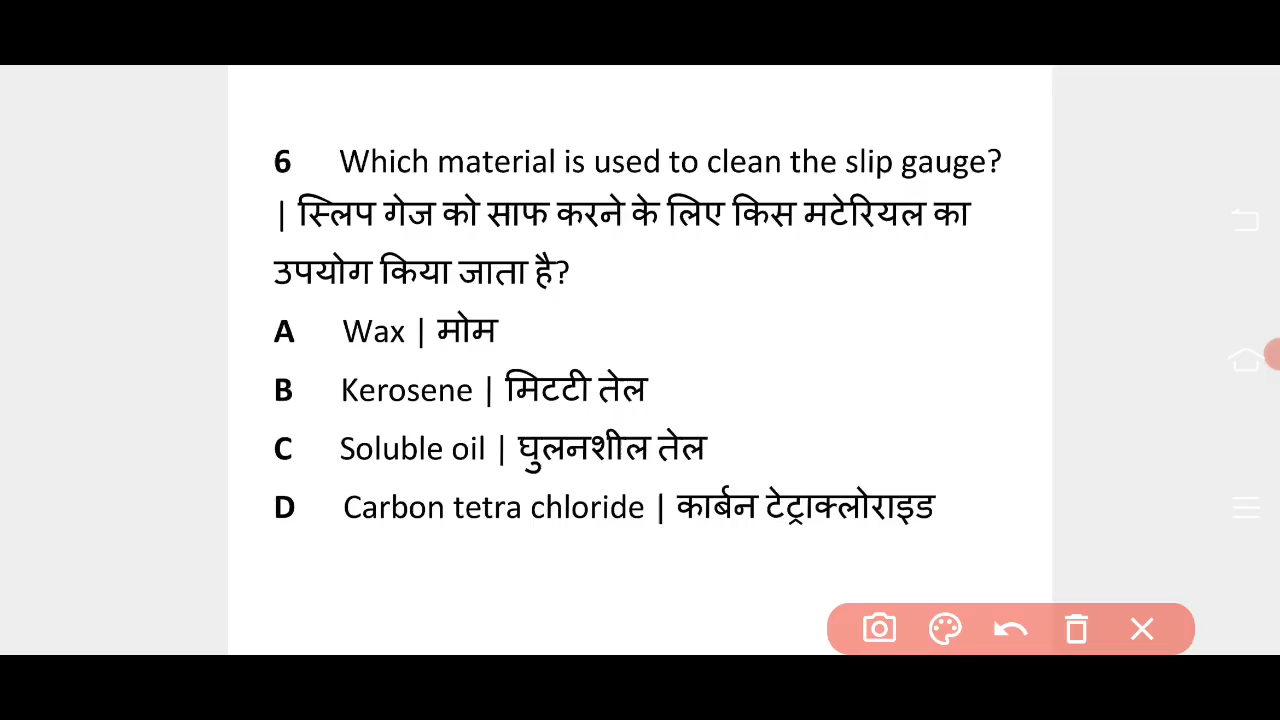 6 Which material is used to clean the slip gauge?
| स्लिप गेज को साफ करने के लिए किस मटेरियल का
उपयोग किया जाता है?
A Wax | मोम
B Kerosene | मिटटी तेल
C Soluble oil | घुलनशील तेल
D Carbon tetra chloride | कार्बन टेट्राक्लोराइड